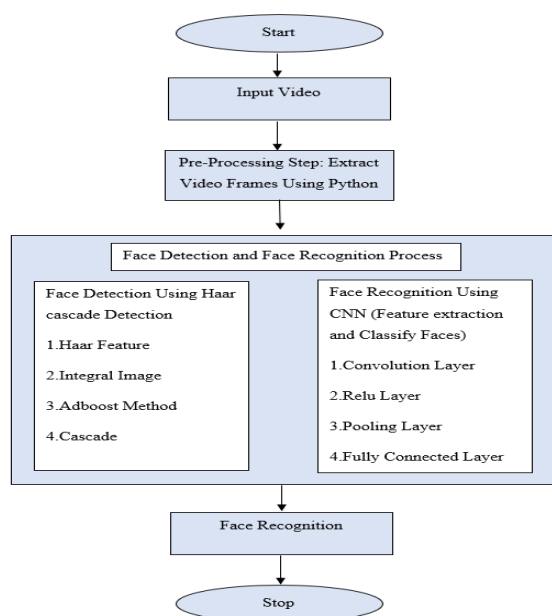 Start
Input Video
Pre-Processing Step: Extract
Video Frames Using Python
Face Detection and Face Recognition Process
Face Detection Using Haar
cascade Detection
1.Haar Feature
2.Integral Image
3.Adboost Method
4.Cascade
Face Recognition Using
CNN (Feature extraction
and Classify Faces)
1.Convolution Layer
2.Relu Layer
3.Pooling Layer
4.Fully Connected Layer
Face Recognition
Stop